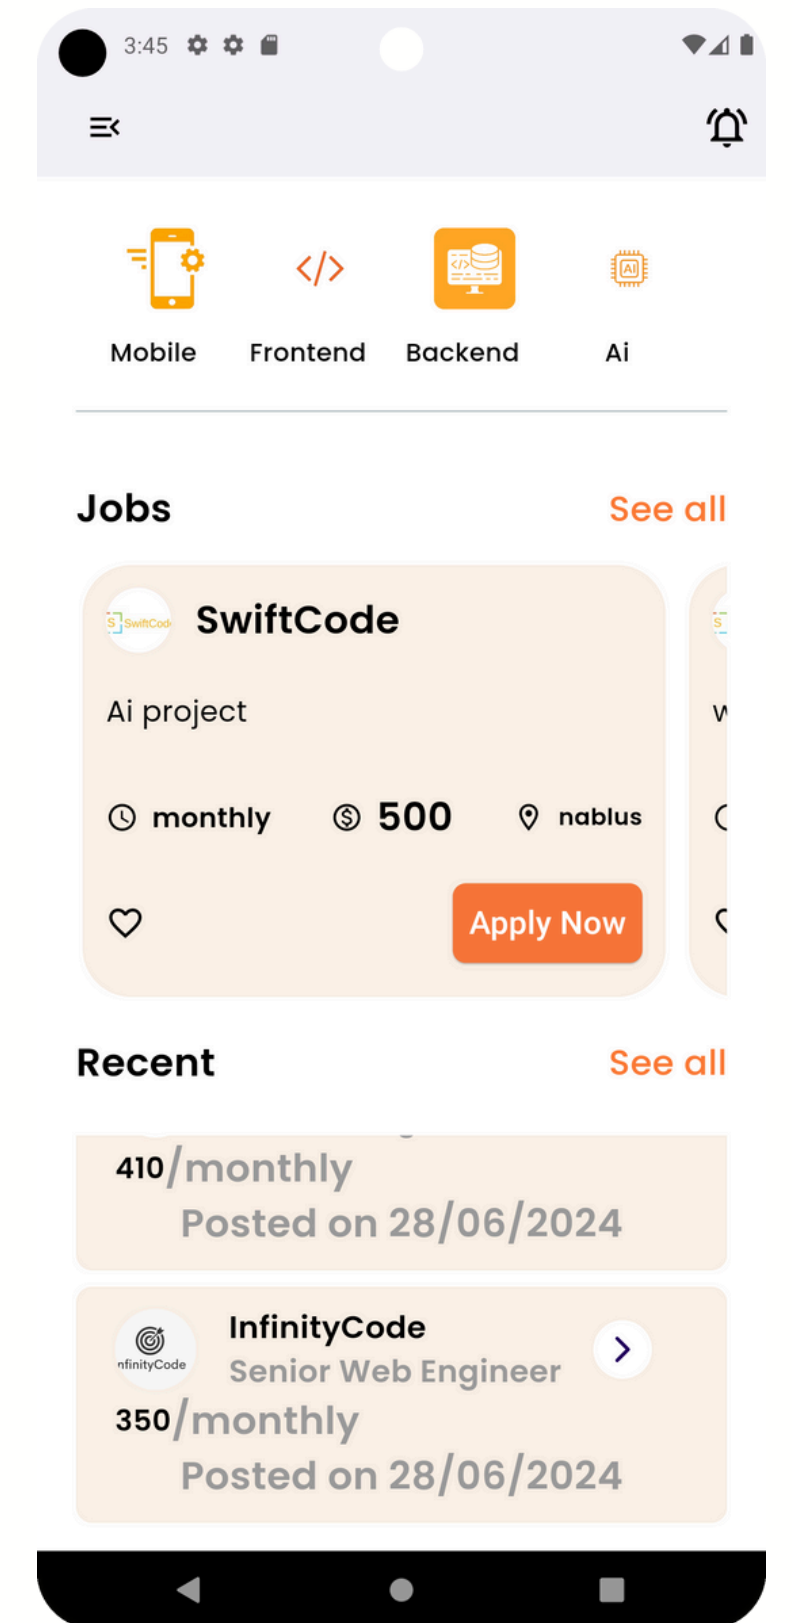 3:45
Mobile Frontend Backend Ai
Jobs See all
SwiftCode
Ai project
monthly 500 nablus
Apply Now
Recent See all
410/monthly
Posted on 28/06/2024
InfinityCode
nfinityCode
Senior Web Engineer
350/monthly
Posted on 28/06/2024